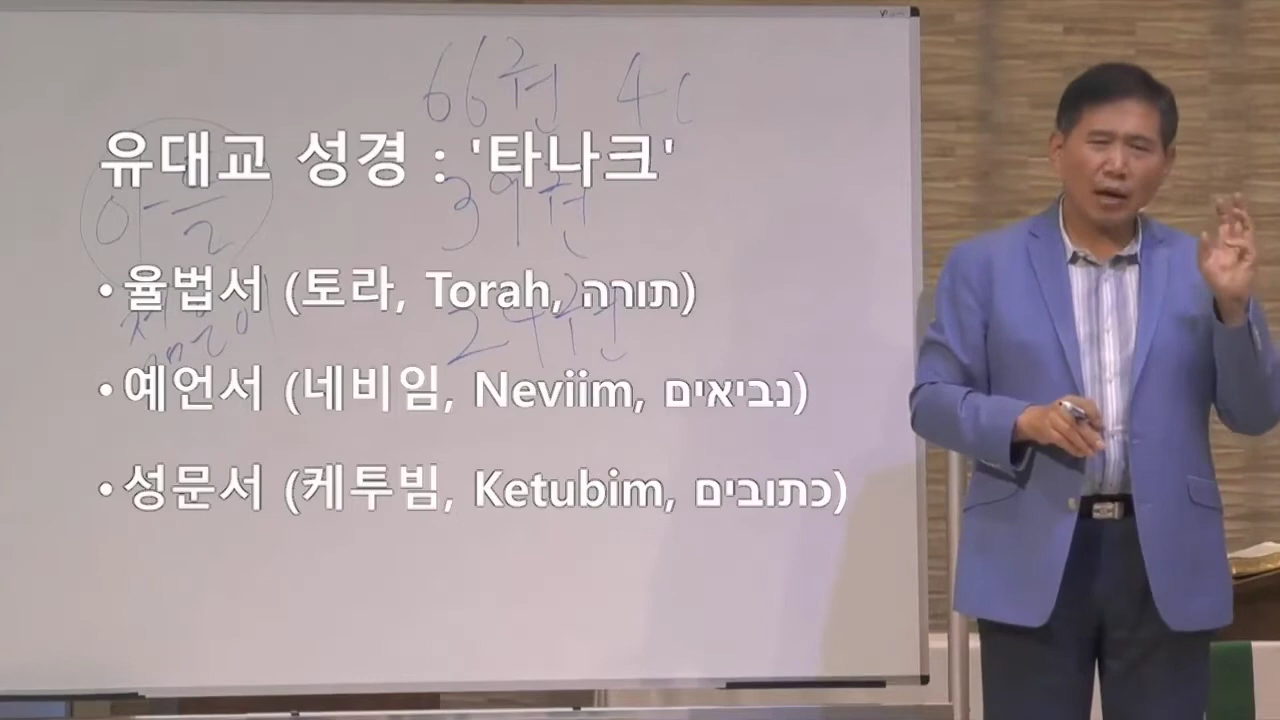 66권 40
유대교 성경 : '타나크'
아들
39권
• 율법서 (토라, Torah, תורה)
24권
• 예언서 (네비임, Neviim, נביאים)
• 성문서 (케투빔, Ketubim, כתובים)